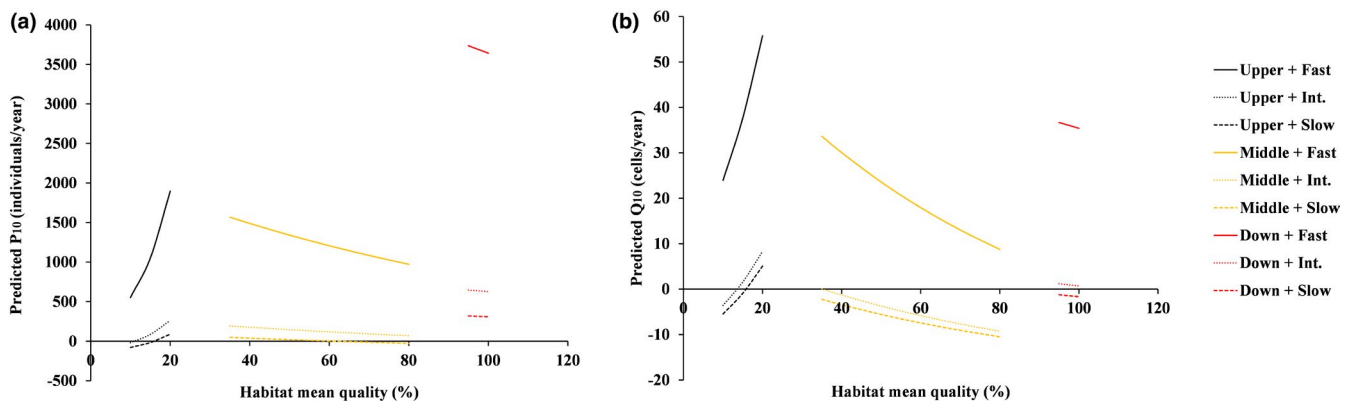 (a)
Predicted P10 (individuals/year)
4000
3500
3000
2500
2000
1500
1000
500
0
-500
0 20 40 60 80 100 120
Habitat mean quality (%)
(b)
Predicted Q10 (cells/year)
60
50
40
30
20
10
0
-10
-20
0 20 40 60 80 100 120
Habitat mean quality (%)
Upper + Fast
Upper + Int.
Upper + Slow
Middle + Fast
Middle + Int.
Middle + Slow
Down + Fast
Down + Int.
Down + Slow